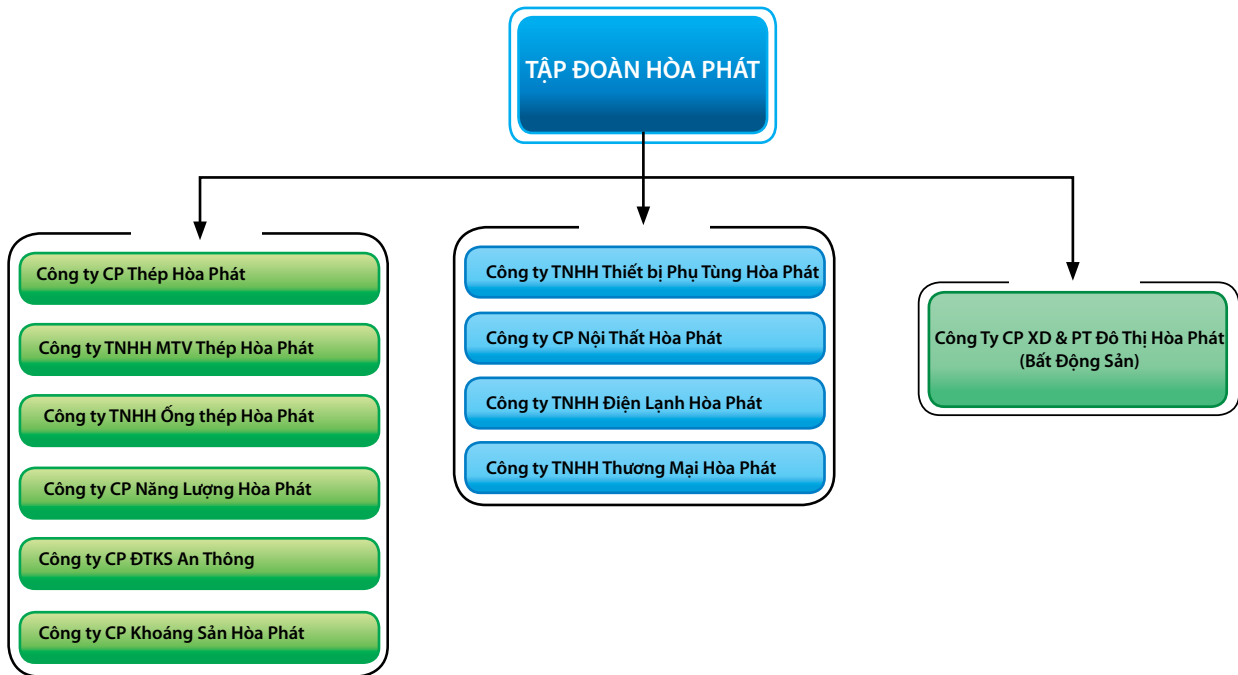 TẬP ĐOÀN HÒA PHÁT
Công ty CP Thép Hòa Phát
Công ty TNHH MTV Thép Hòa Phát
Công ty TNHH Ống thép Hòa Phát
Công ty CP Năng Lượng Hòa Phát
Công ty CP ĐTKS An Thông
Công ty CP Khoáng Sản Hòa Phát
Công ty TNHH Thiết bị Phụ Tùng Hòa Phát
Công ty CP Nội Thất Hòa Phát
Công ty TNHH Điện Lạnh Hòa Phát
Công ty TNHH Thương Mại Hòa Phát
Công Ty CP XD & PT Đô Thị Hòa Phát
(Bất Động Sản)